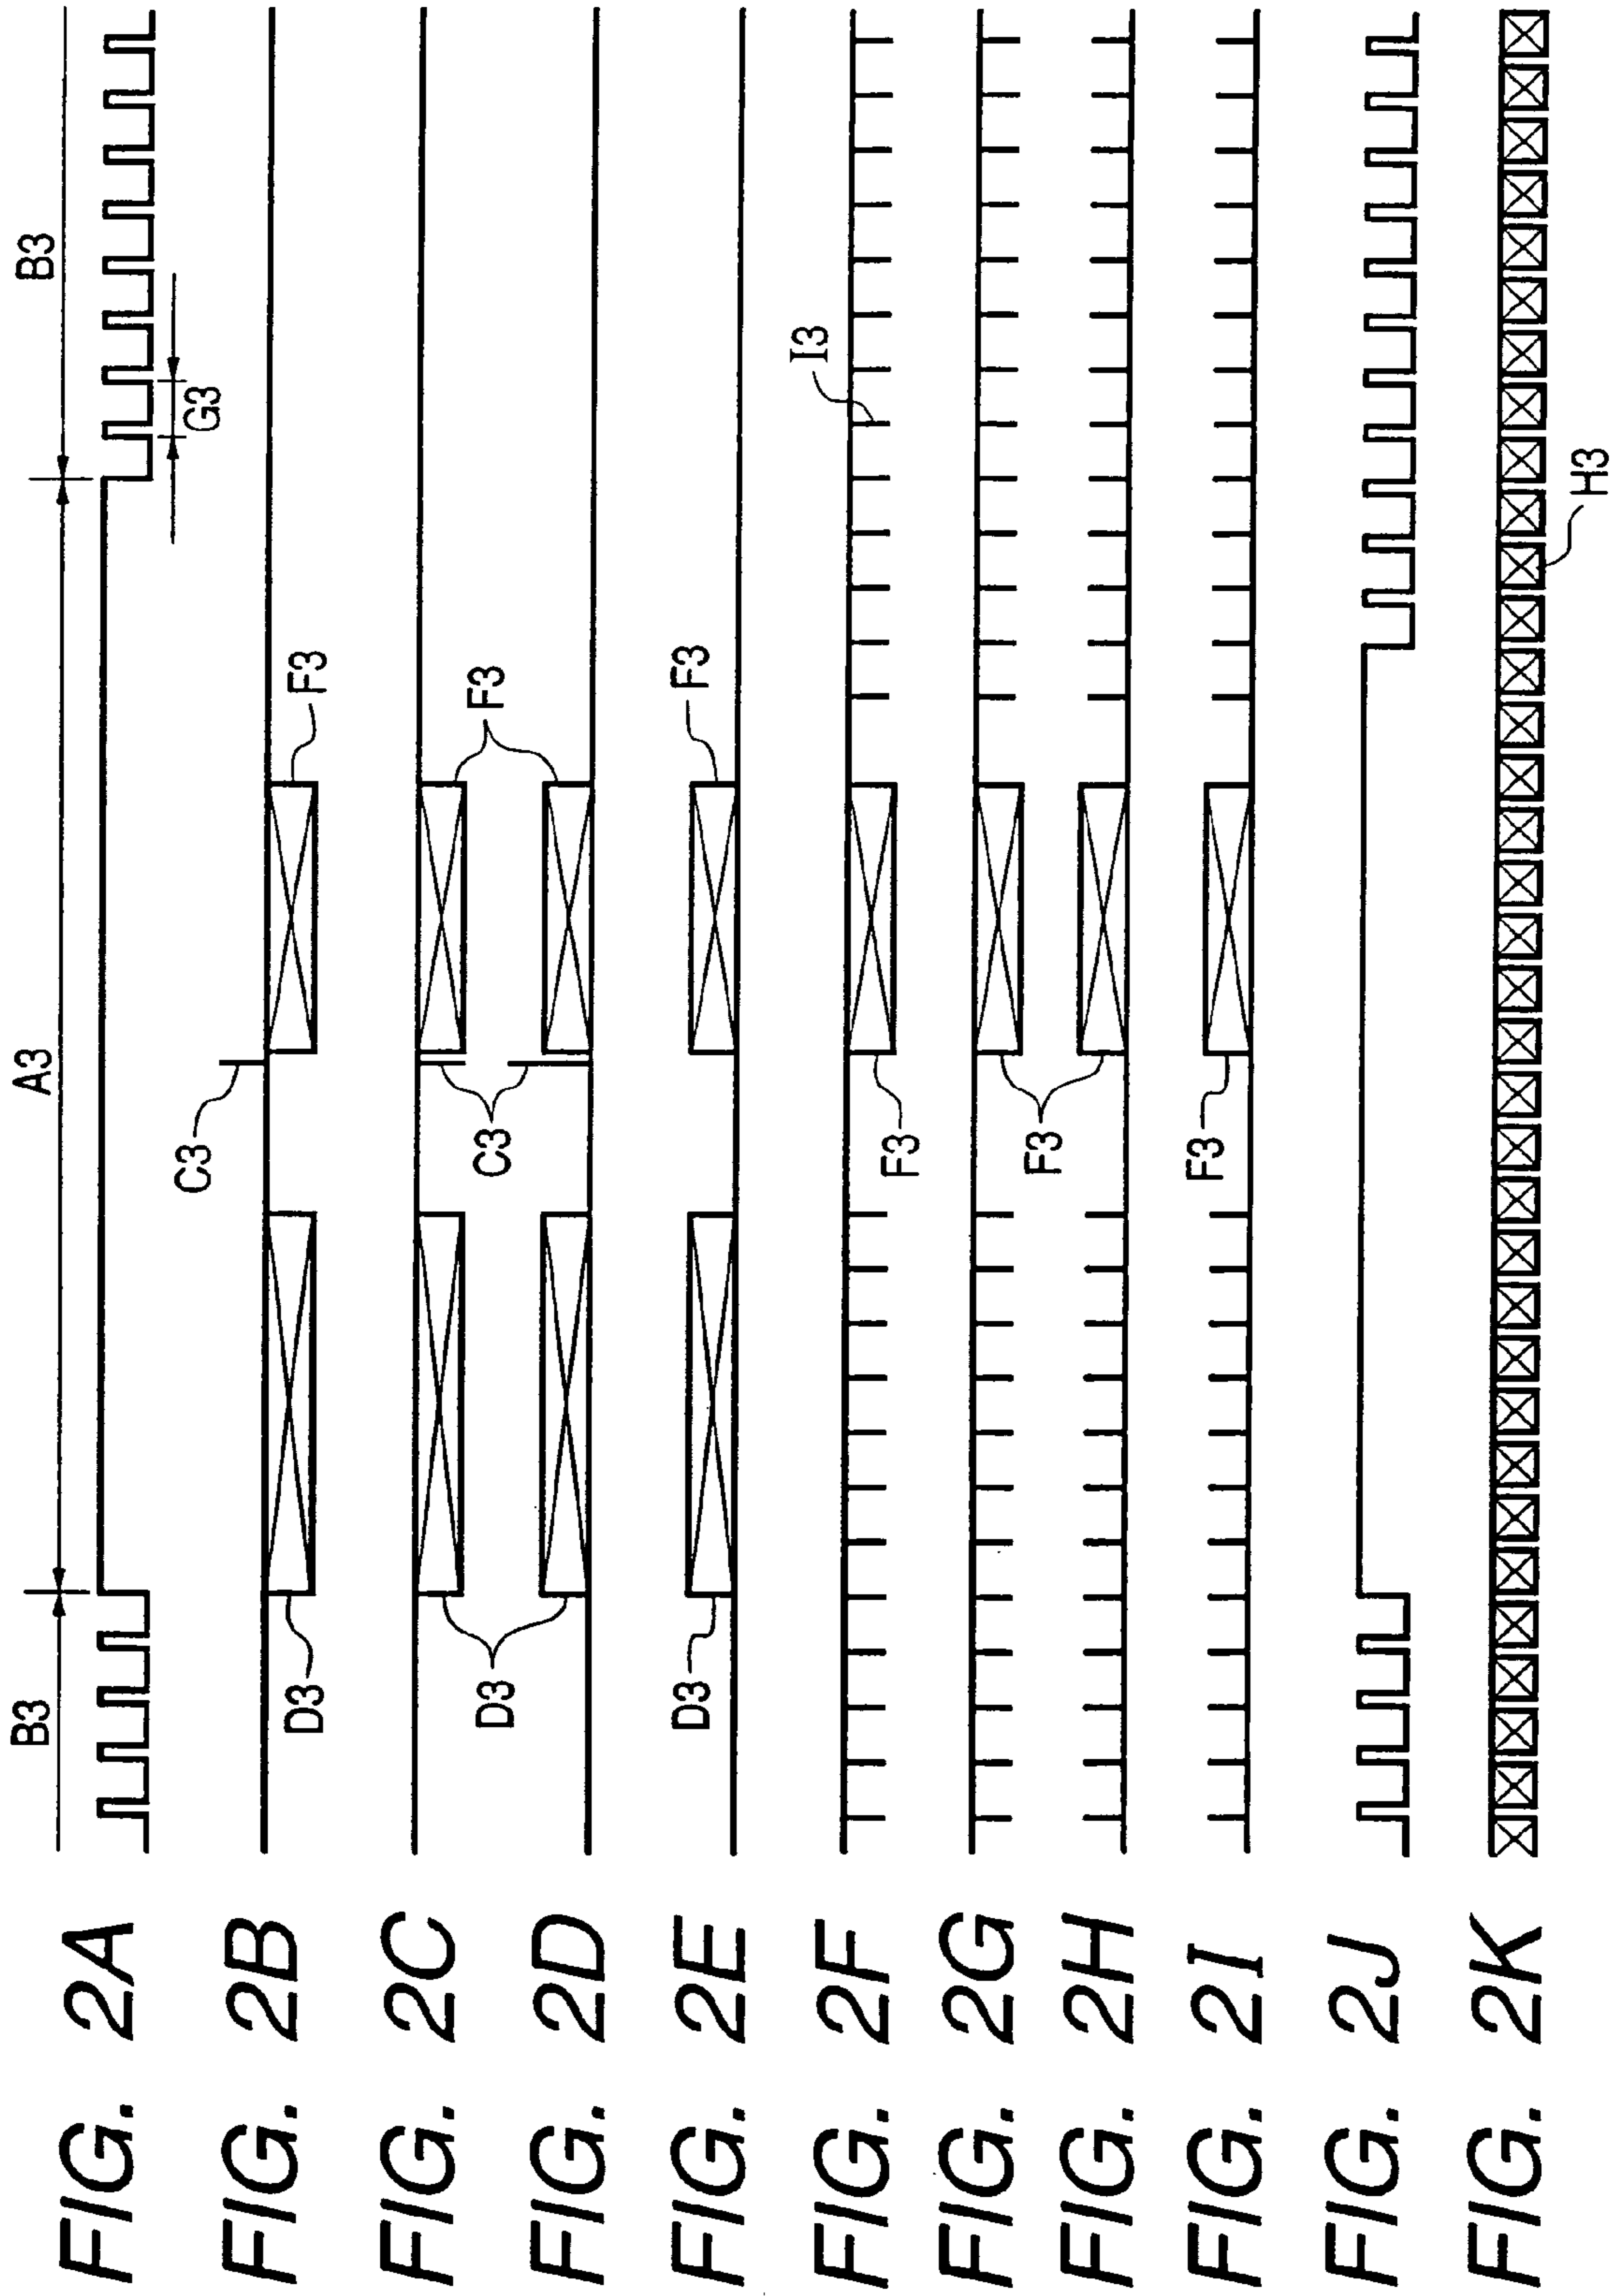 FIG. 2A
B3
A3
B3
G3
FIG. 2B
D3
C3
F3
FIG. 2C
D3
C3
F3
FIG. 2D
FIG. 2E
D3
F3
FIG. 2F
F3
I3
FIG. 2G
F3
FIG. 2H
FIG. 2I
F3
FIG. 2J
FIG. 2K
H3